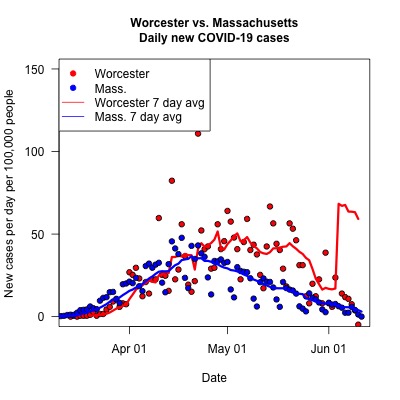 Worcester vs. Massachusetts
Daily new COVID-19 cases
New cases per day per 100,000 people
150
100
50
0
Worcester
Mass.
Worcester 7 day avg
Mass. 7 day avg
Apr 01
May 01
Jun 01
Date